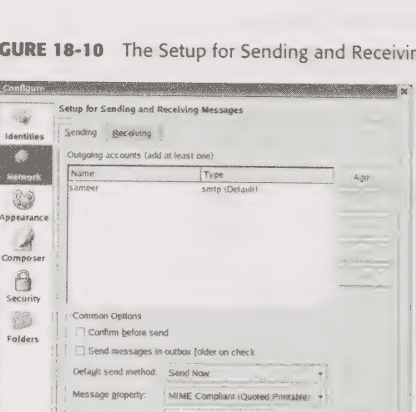 GURE 18-10 The Setup for Sending and Receivin
Configure
Setup for Sending and Receiving Messages
Identities
Sending Receiving
Outgoing accounts (add at least one)
Network
Name Type
sameer smtp (Default)
Appearance
Composer
Security
Folders
Common Options
Confirm before send
Send messages in outbox folder on check
Default send method: Send Now
Message property: MIME Compliant (Quoted Printable)